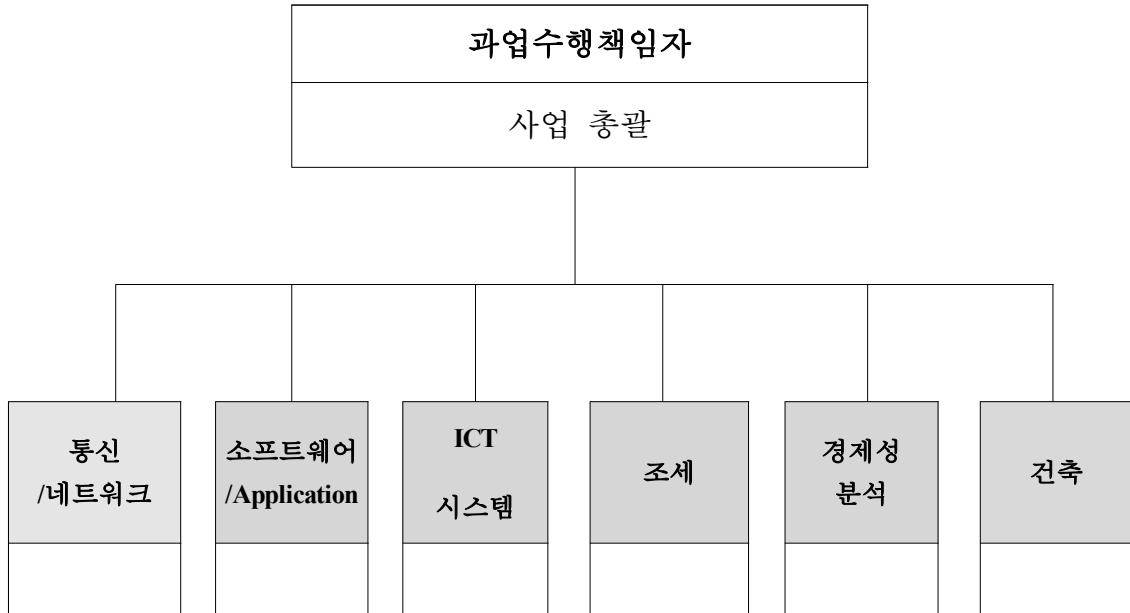 과업수행책임자
사업 총괄
통신
/네트워크
소프트웨어
/Application
ICT
시스템
조세
경제성
분석
건축